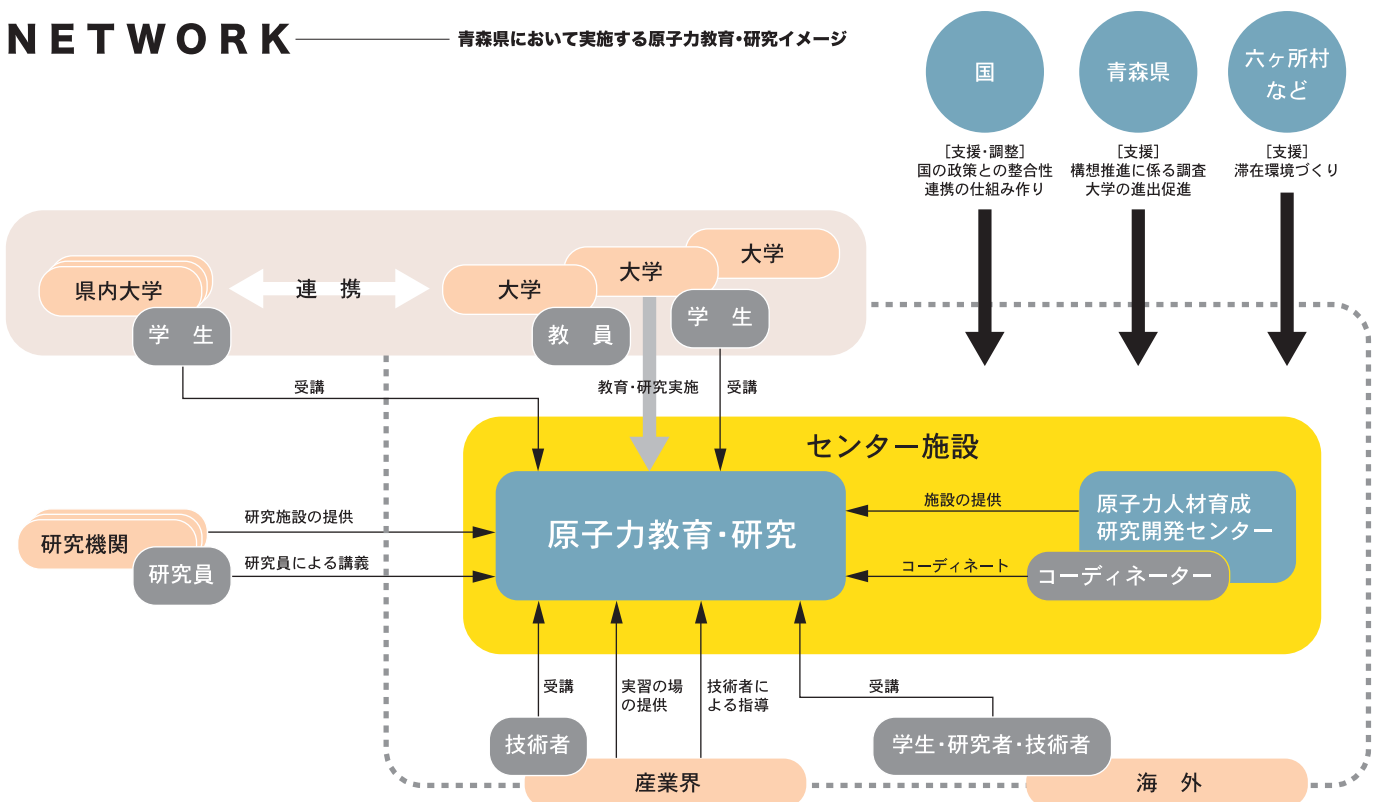 NETWORK
青森県において実施する原子力教育・研究イメージ
国
青森県
六ヶ所村
など
［支援・調整］
国の政策との整合性
連携の仕組み作り
［支援］
構想推進に係る調査
大学の進出促進
［支援］
滞在環境づくり
県内大学
学 生
連 携
大学
大学
大学
教 員
学 生
受講
教育・研究実施
受講
センター施設
原子力教育・研究
施設の提供
原子力人材育成
研究開発センター
コーディネート
コーディネーター
研究機関
研究員
研究施設の提供
研究員による講義
受講
実習の場
の提供
技術者に
よる指導
受講
技術者
産業界
学生・研究者・技術者
海 外